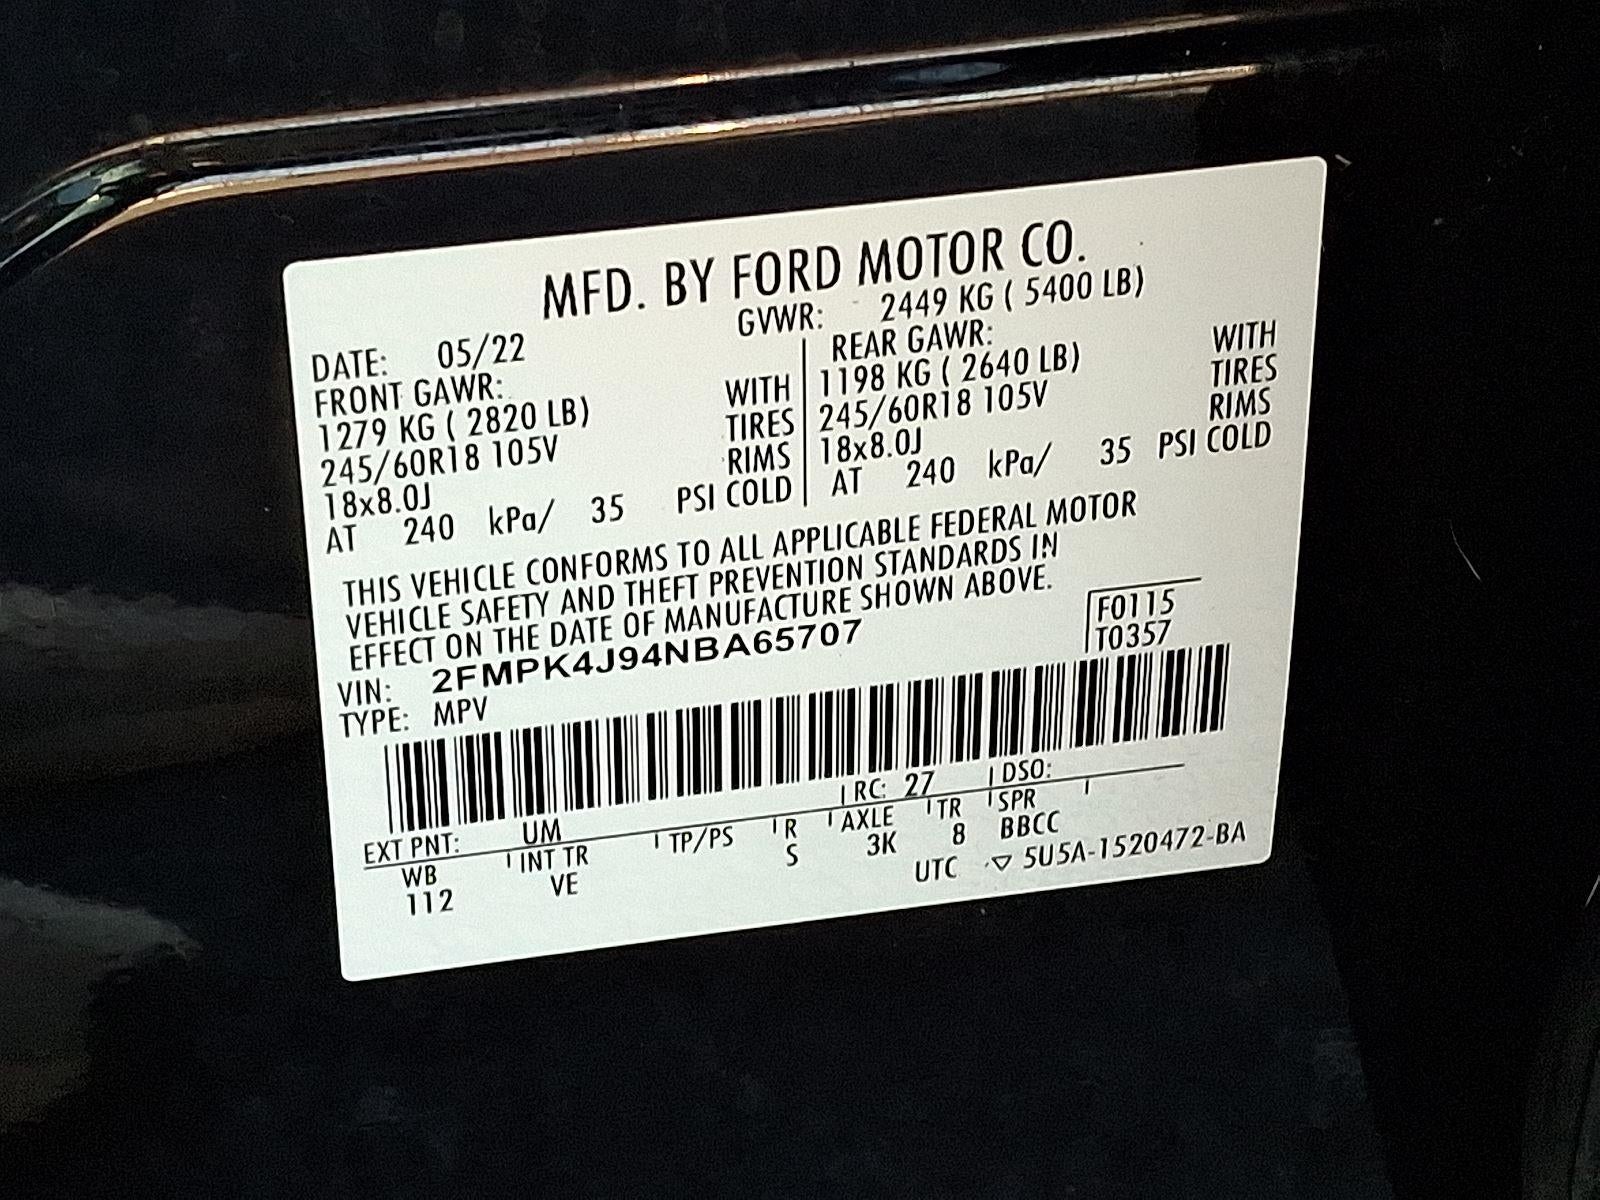 MFD. BY FORD MOTOR CO.
DATE: 05/22 GVWR: 2449 KG ( 5400 LB)
FRONT GAWR: REAR GAWR:
1279 KG ( 2820 LB) WITH 1198 KG ( 2640 LB) WITH
245/60R18 105V TIRES 245/60R18 105V TIRES
18x8.0J RIMS 18x8.0J RIMS
AT 240 kPa/ 35 PSI COLD AT 240 kPa/ 35 PSI COLD
THIS VEHICLE CONFORMS TO ALL APPLICABLE FEDERAL MOTOR
VEHICLE SAFETY AND THEFT PREVENTION STANDARDS IN
EFFECT ON THE DATE OF MANUFACTURE SHOWN ABOVE.
F0115
T0357
VIN: 2FMPK4J94NBA65707
TYPE: MPV
EXT PNT: UM RC: 27 DSO:
WB INT TR TP/PS R AXLE TR SPR
112 VE S 3K 8 BBCC
UTC ▽ 5U5A-1520472-BA